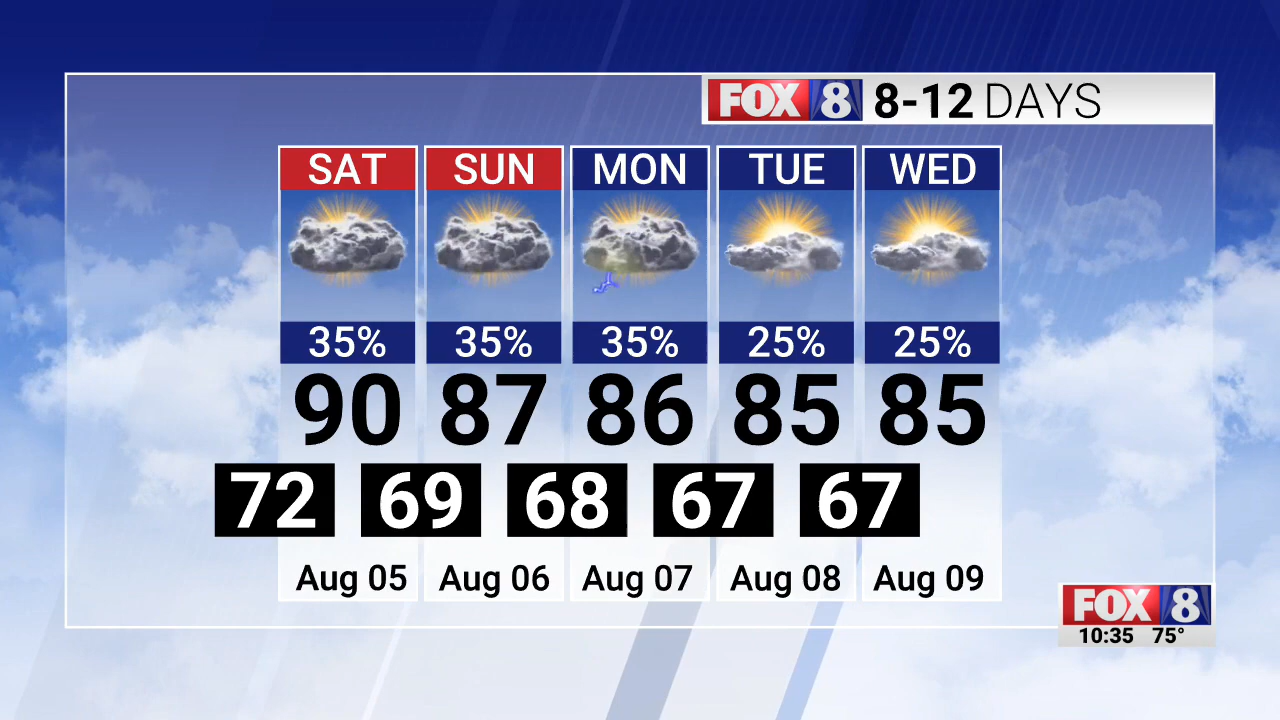 FOX 8 8-12 DAYS
SAT SUN MON TUE WED
35% 35% 35% 25% 25%
90 87 86 85 85
72 69 68 67 67
Aug 05 Aug 06 Aug 07 Aug 08 Aug 09
FOX 8
10:35 75°